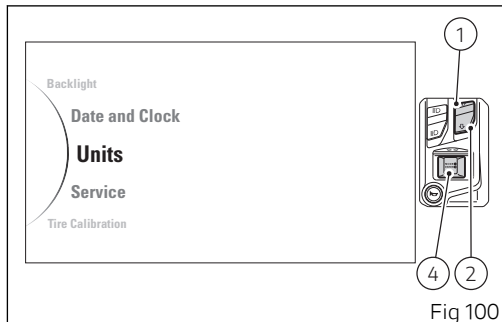 Backlight
Date and Clock
Units
Service
Tire Calibration
1
4
2
Fig 100